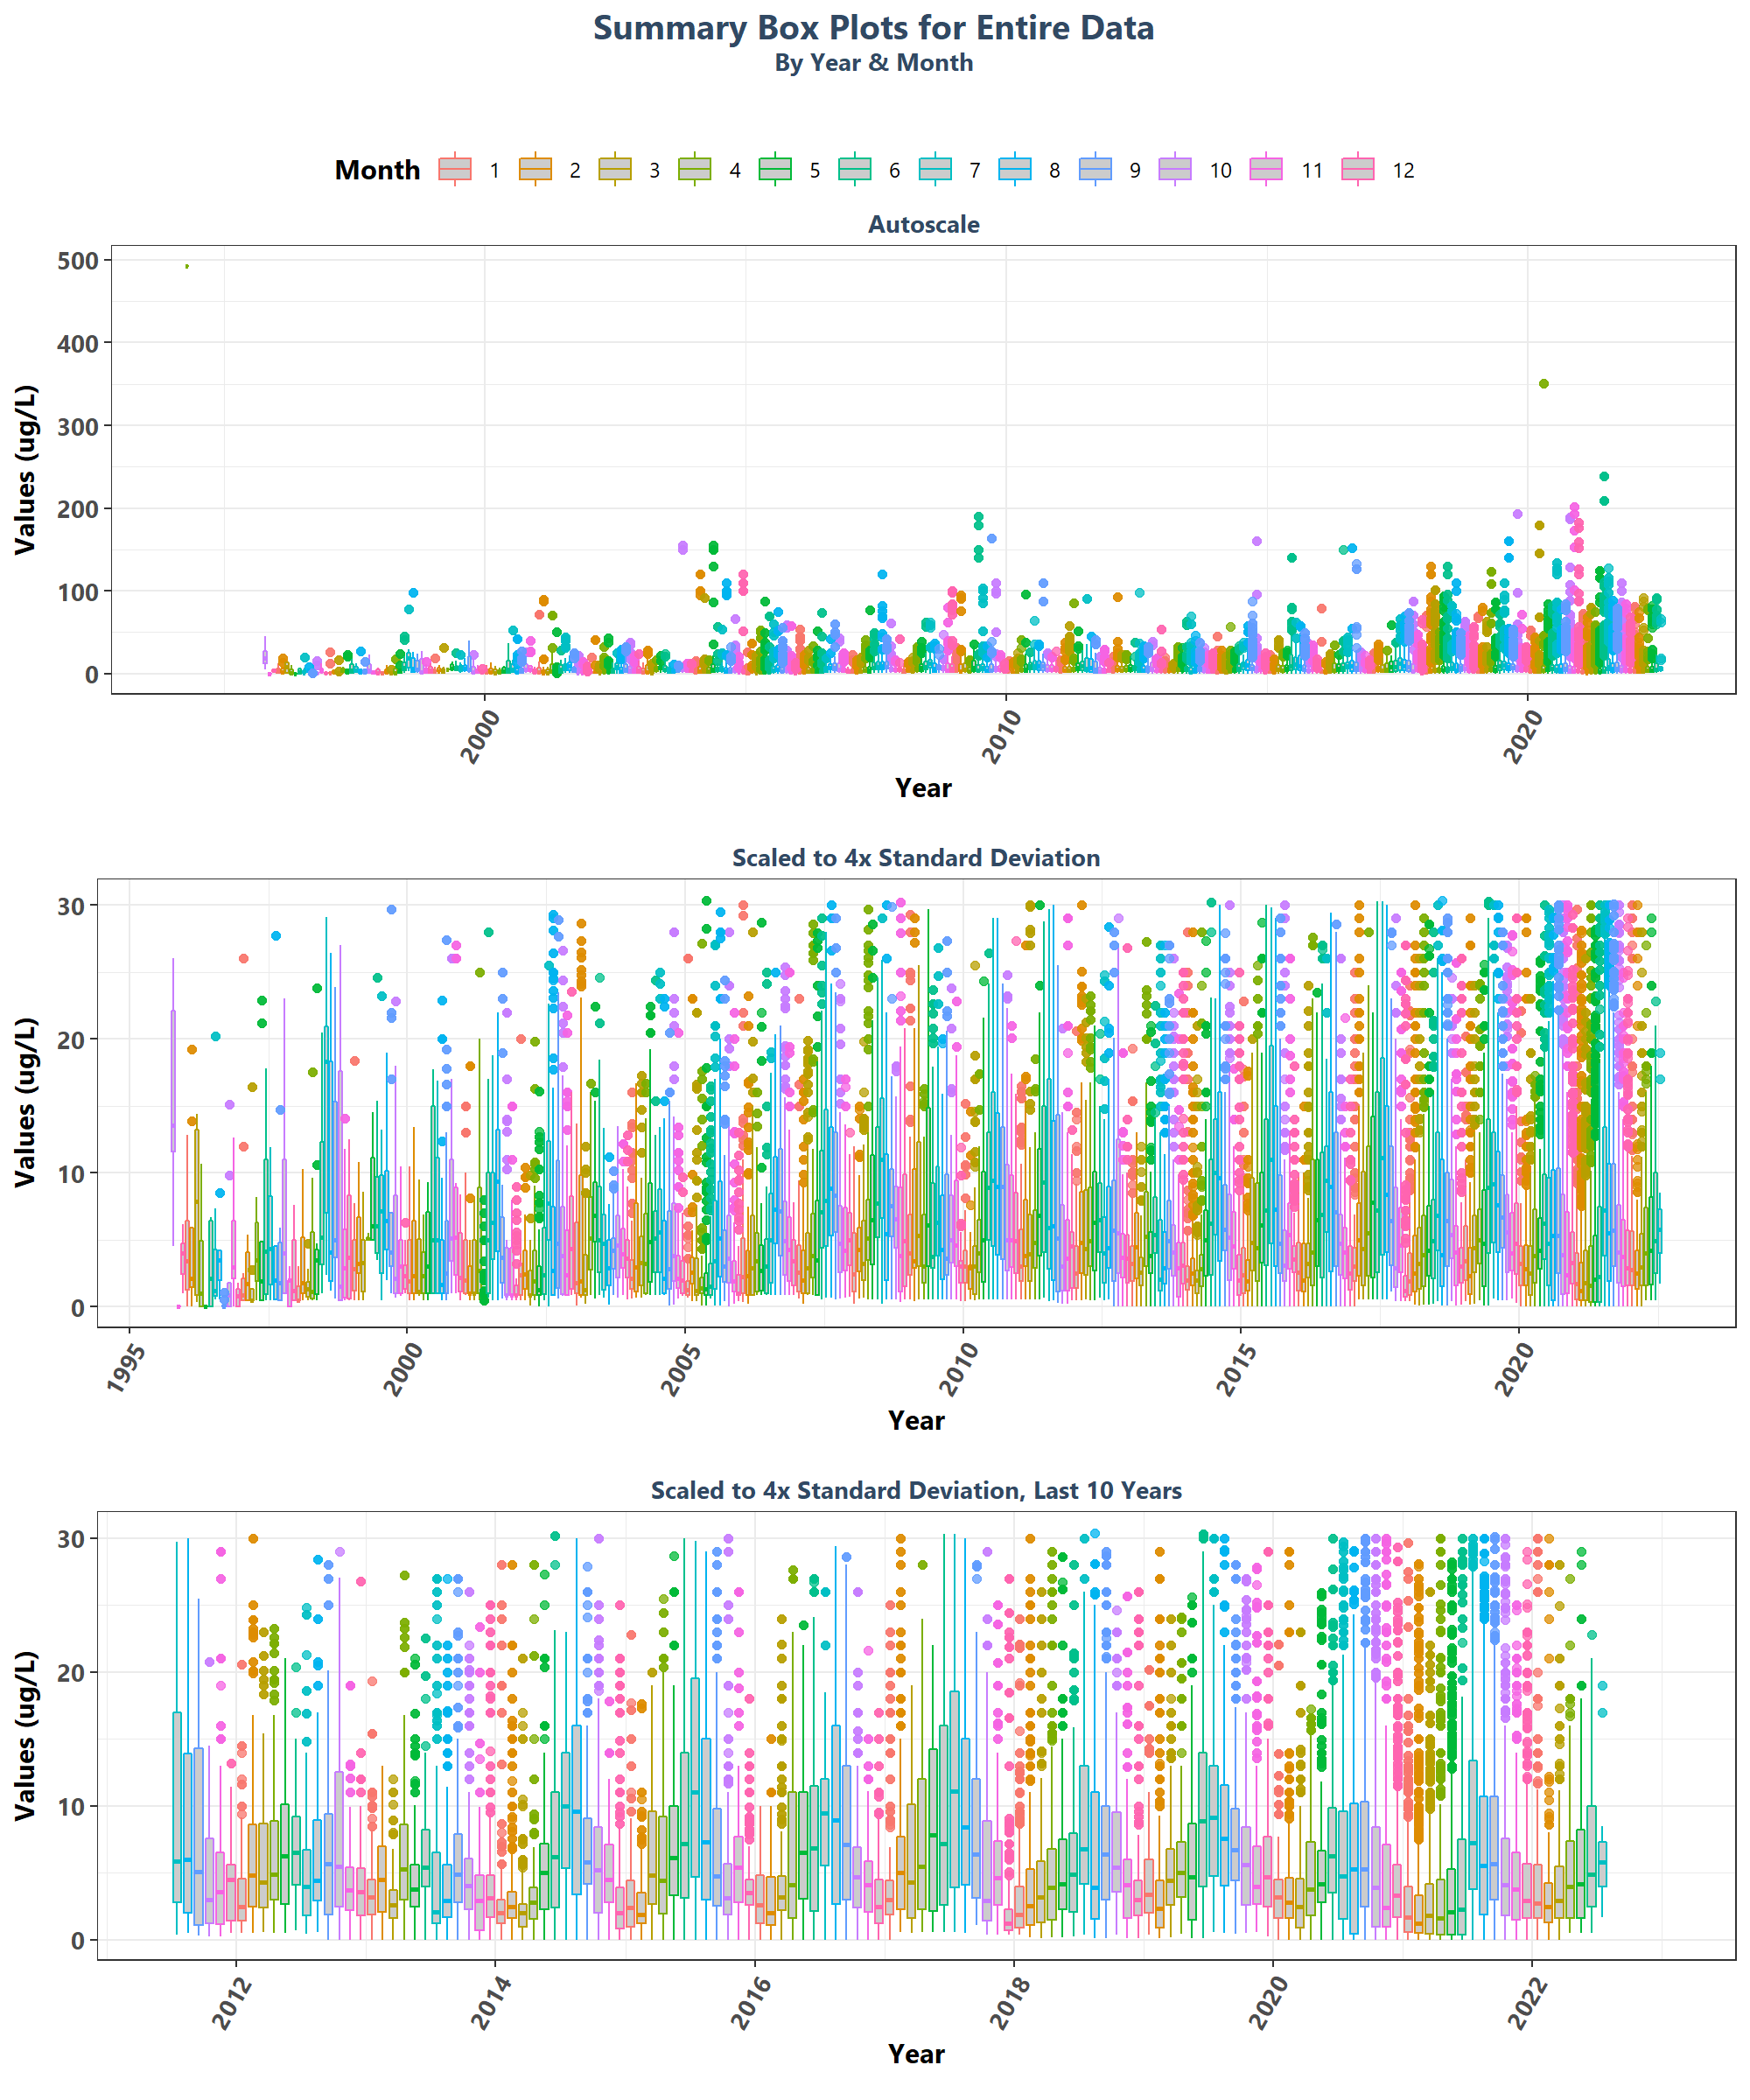 Summary Box Plots for Entire Data
By Year & Month
Month 1 2 3 4 5 6 7 8 9 10 11 12
Autoscale
500
400
300
200
100
0
Values (ug/L)
2000 2010 2020
Year
Scaled to 4x Standard Deviation
30
20
10
0
Values (ug/L)
1995 2000 2005 2010 2015 2020
Year
Scaled to 4x Standard Deviation, Last 10 Years
30
20
10
0
Values (ug/L)
2012 2014 2016 2018 2020 2022
Year